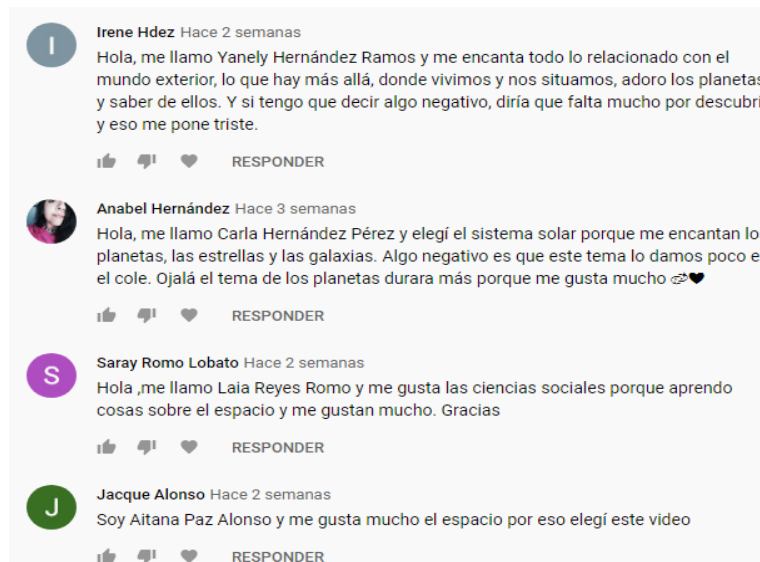 I
Irene Hdez Hace 2 semanas
Hola, me llamo Yanely Hernández Ramos y me encanta todo lo relacionado con el
mundo exterior, lo que hay más allá, donde vivimos y nos situamos, adoro los planetas
y saber de ellos. Y si tengo que decir algo negativo, diría que falta mucho por descubri
y eso me pone triste.
RESPONDER
Anabel Hernández Hace 3 semanas
Hola, me llamo Carla Hernández Pérez y elegí el sistema solar porque me encantan lo
planetas, las estrellas y las galaxias. Algo negativo es que este tema lo damos poco e
el cole. Ojalá el tema de los planetas durara más porque me gusta mucho 🪐🖤
RESPONDER
S
Saray Romo Lobato Hace 2 semanas
Hola ,me llamo Laia Reyes Romo y me gusta las ciencias sociales porque aprendo
cosas sobre el espacio y me gustan mucho. Gracias
RESPONDER
J
Jacque Alonso Hace 2 semanas
Soy Aitana Paz Alonso y me gusta mucho el espacio por eso elegí este video
RESPONDER